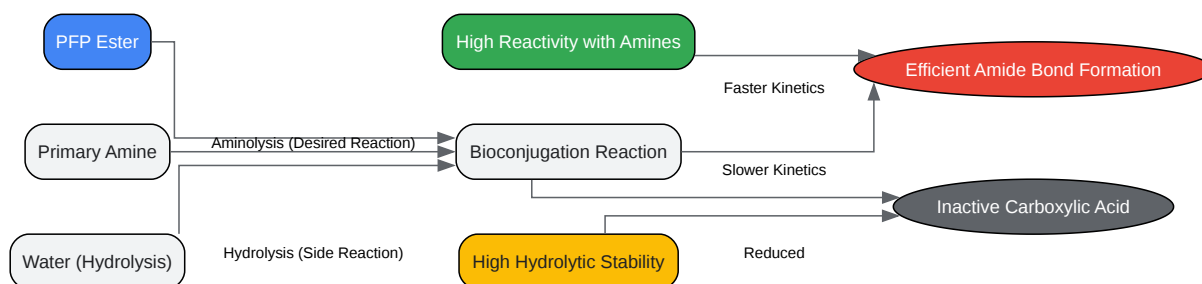 PFP Ester
High Reactivity with Amines
Efficient Amide Bond Formation
Faster Kinetics
Primary Amine
Aminolysis (Desired Reaction)
Bioconjugation Reaction
Slower Kinetics
Inactive Carboxylic Acid
Water (Hydrolysis)
Hydrolysis (Side Reaction)
High Hydrolytic Stability
Reduced